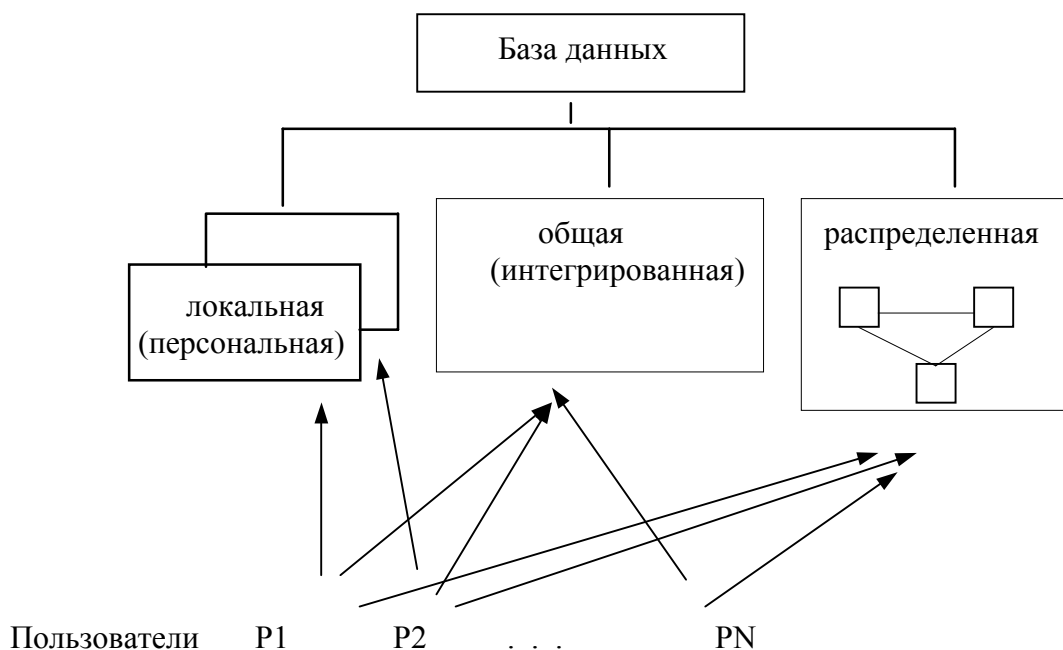 База данных
общая
(интегрированная)
распределенная
локальная
(персональная)
Пользователи P1 P2 . . . PN